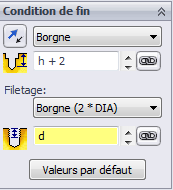 Condition de fin
Borgne
h + 2
Filetage:
Borgne (2 * DIA)
d
Valeurs par défaut